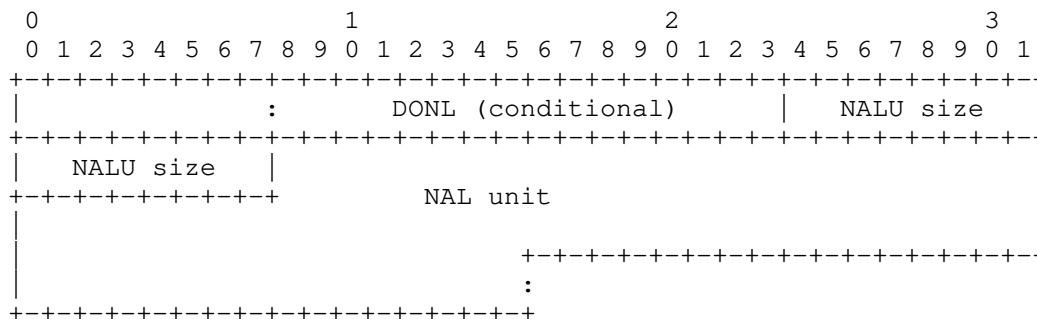 0                   1                   2                   3
 0 1 2 3 4 5 6 7 8 9 0 1 2 3 4 5 6 7 8 9 0 1 2 3 4 5 6 7 8 9 0 1
+-+-+-+-+-+-+-+-+-+-+-+-+-+-+-+-+-+-+-+-+-+-+-+-+-+-+-+-+-+-+-+--
|               :       DONL (conditional)      |   NALU size
+-+-+-+-+-+-+-+-+-+-+-+-+-+-+-+-+-+-+-+-+-+-+-+-+-+-+-+-+-+-+-+--
|   NALU size   |
+-+-+-+-+-+-+-+-+         NAL unit
|
|                               +-+-+-+-+-+-+-+-+-+-+-+-+-+-+-+--
|                               :
+-+-+-+-+-+-+-+-+-+-+-+-+-+-+-+-+